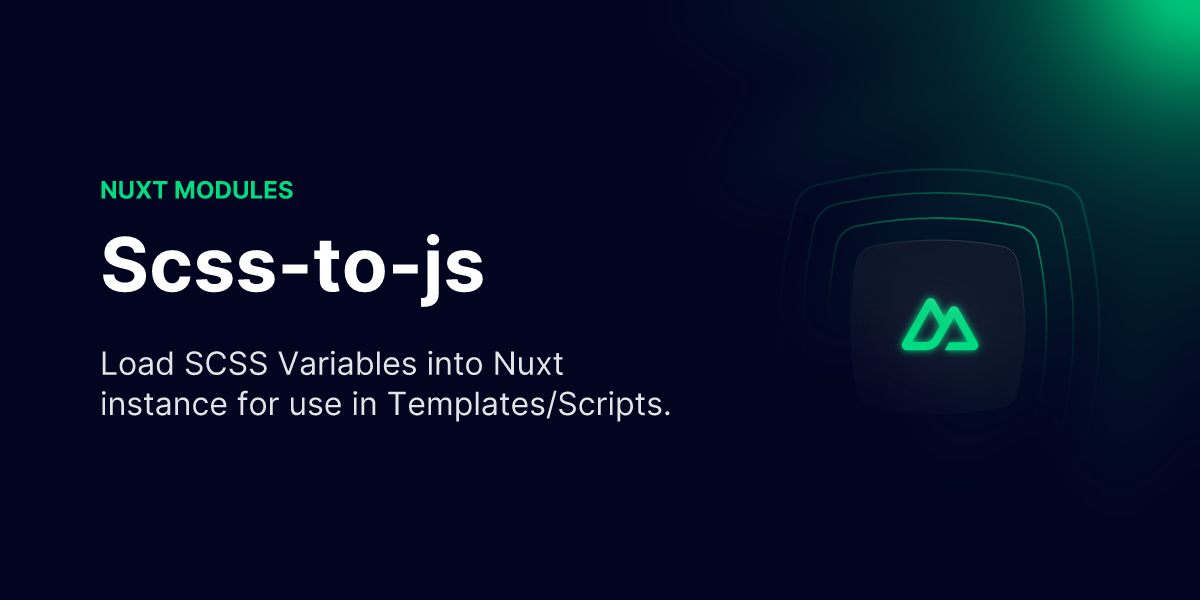 NUXT MODULES
Scss-to-js
Load SCSS Variables into Nuxt
instance for use in Templates/Scripts.